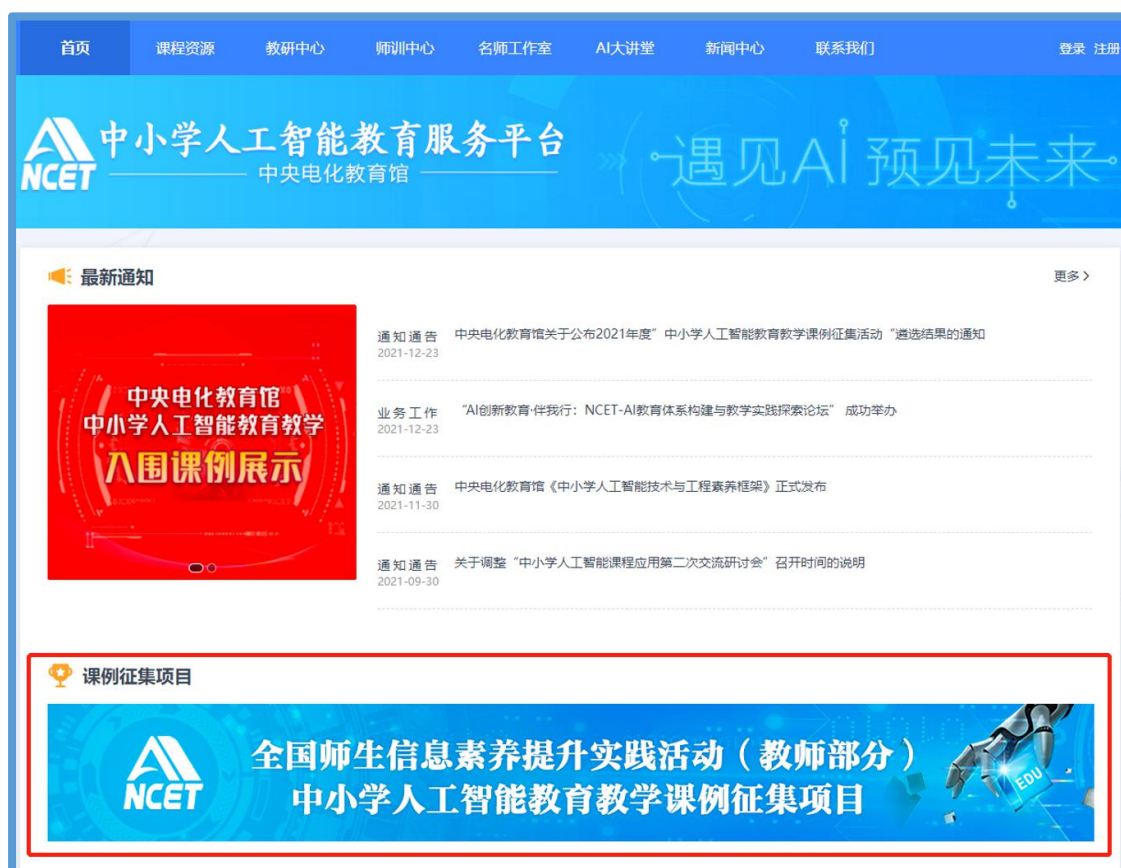 首页 课程资源 教研中心 师训中心 名师工作室 AI大讲堂 新闻中心 联系我们 登录 注册
NCET
中小学人工智能教育服务平台
中央电化教育馆
遇见AI 预见未来
最新通知 更多
中央电化教育馆
中小学人工智能教育教学
入围课例展示
通知通告 中央电化教育馆关于公布2021年度”中小学人工智能教育教学课例征集活动“遴选结果的通知
2021-12-23
业务工作 “AI创新教育·伴我行：NCET-AI教育体系构建与教学实践探索论坛” 成功举办
2021-12-23
通知通告 中央电化教育馆《中小学人工智能技术与工程素养框架》正式发布
2021-11-30
通知通告 关于调整“中小学人工智能课程应用第二次交流研讨会”召开时间的说明
2021-09-30
课例征集项目
NCET
全国师生信息素养提升实践活动（教师部分）
中小学人工智能教育教学课例征集项目
EDU